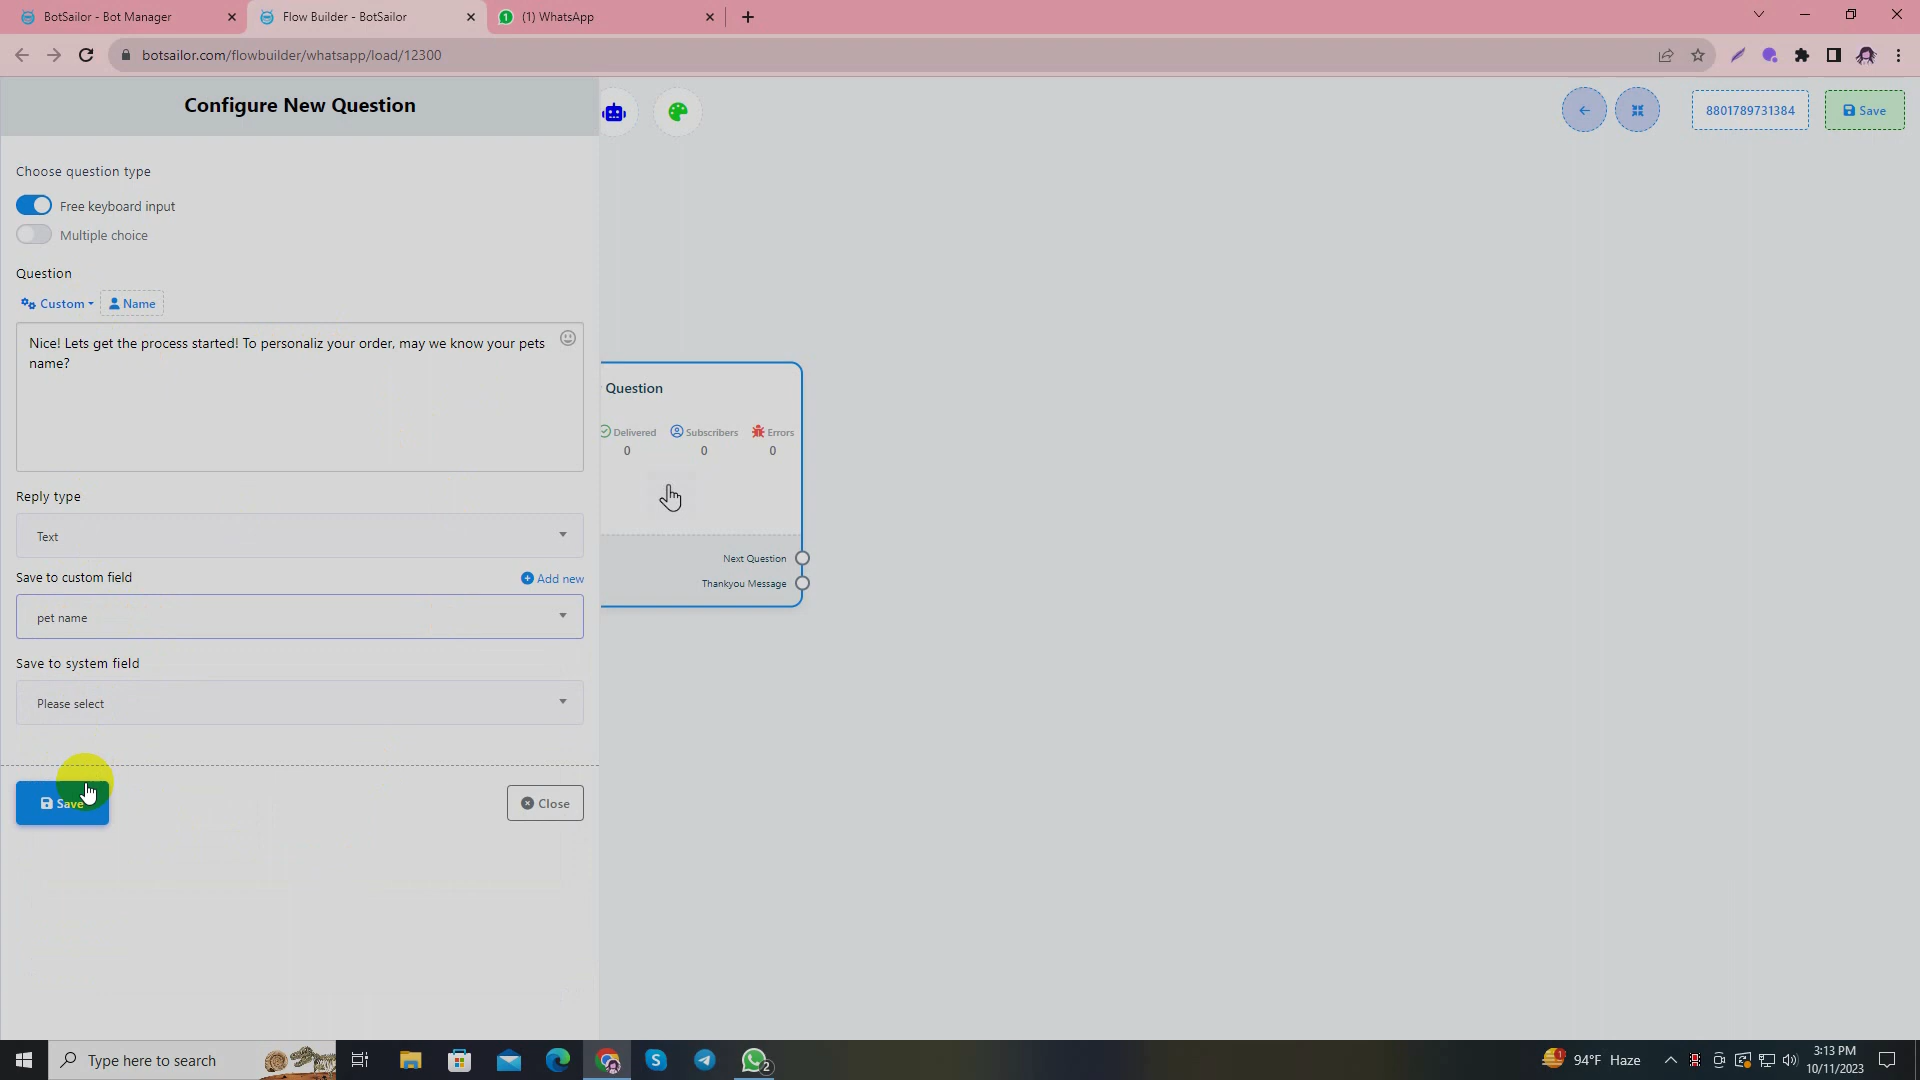 BotSailor - Bot Manager
Flow Builder - BotSailor
(1) WhatsApp
botsailor.com/flowbuilder/whatsapp/load/12300
Configure New Question
8801789731384
Save
Choose question type
Free keyboard input
Multiple choice
Question
Custom
Name
Nice! Lets get the process started! To personaliz your order, may we know your pets
name?
Question
Delivered
Subscribers
Errors
0
0
0
Reply type
Text
Next Question
Save to custom field
Add new
Thankyou Message
pet name
Save to system field
Please select
Save
Close
Type here to search
94°F Haze
3:13 PM
10/11/2023